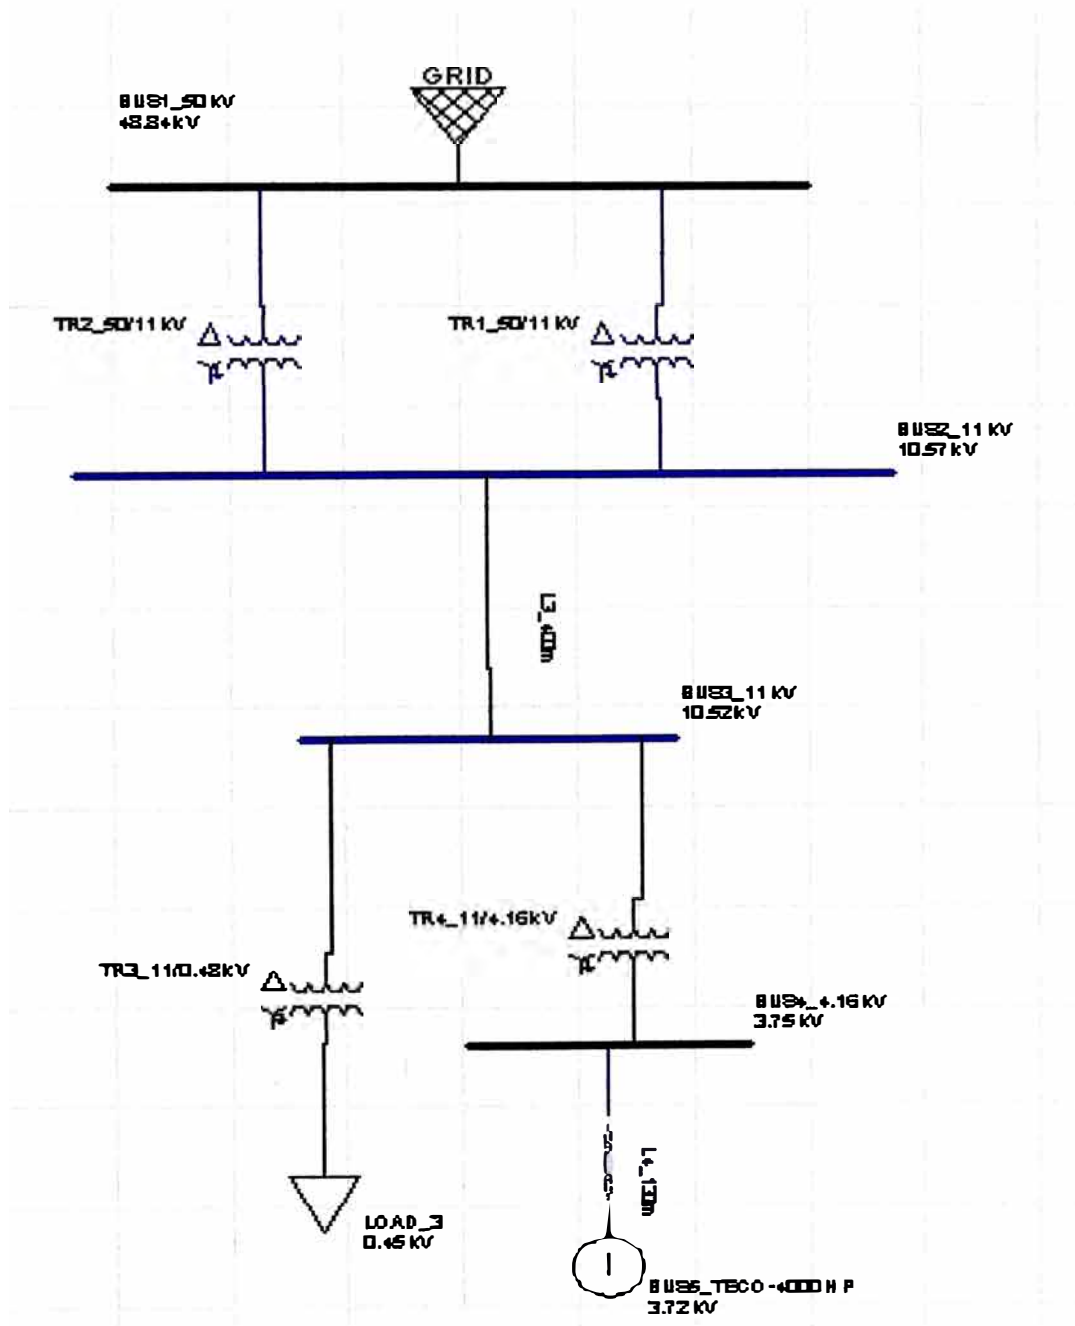 GRID
BUS1_50 kV
48.84 kV
TR2_50/11 kV
TR1_50/11 kV
BUS2_11 kV
10.57 kV
L3_400m
BUS3_11 kV
10.52 kV
TR4_11/4.16kV
TR3_11/0.48kV
BUS4_4.16 kV
3.75 kV
L4_130m
LOAD_3
0.45 kV
BUS5_TECO-4000 HP
3.72 kV